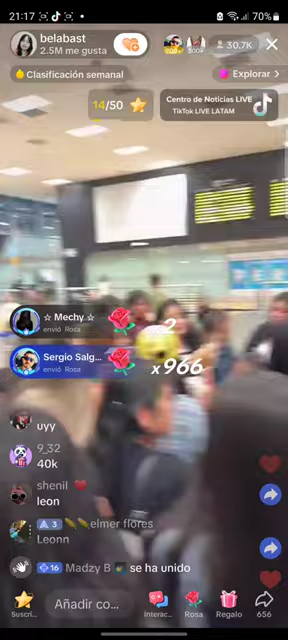 21:17
70%
belabast
2.5M me gusta
30.7K
Clasificación semanal
Explorar >
14/50
Centro de Noticias LIVE
TikTok LIVE LATAM
☆ Mechy ☆
envió Rosa
x2
Sergio Salg...
envió Rosa
x966
uyy
9_32
40k
shenil
leon
3 elmer flores
Leonn
16 Madzy B se ha unido
Suscri...
Añadir co...
Interac...
Rosa
Regalo
656